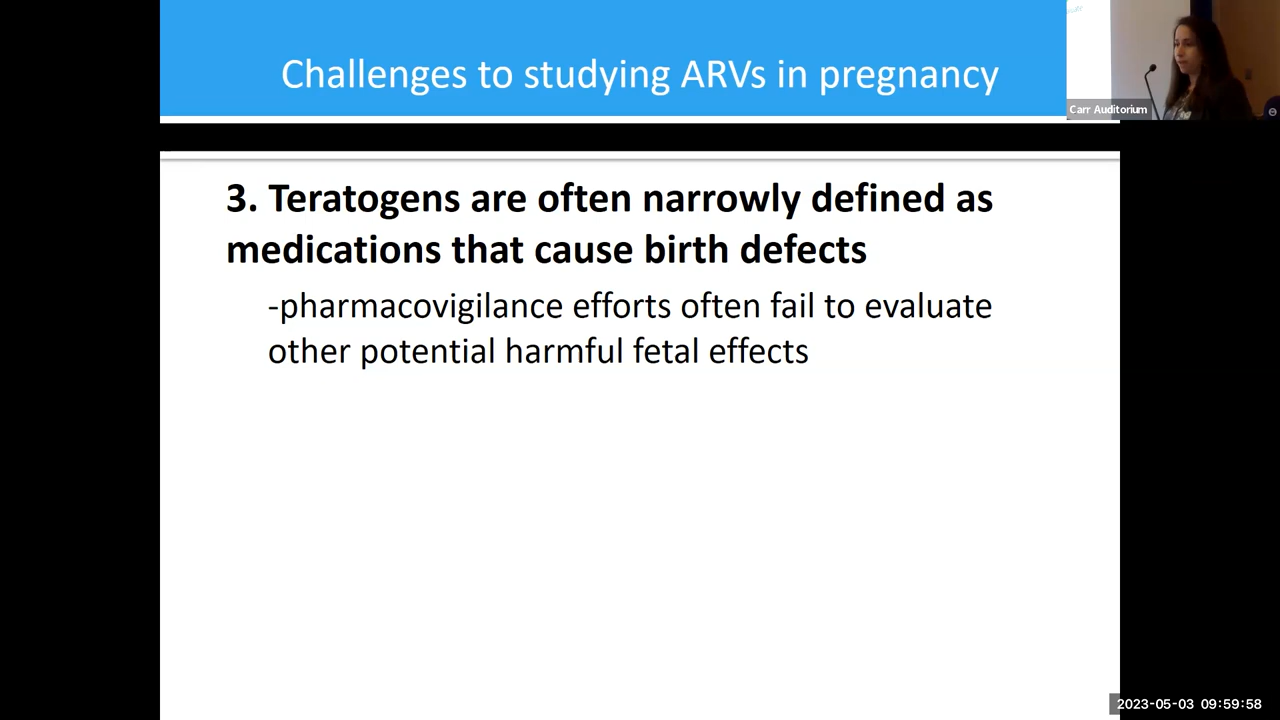 Challenges to studying ARVs in pregnancy
Carr Auditorium
3. Teratogens are often narrowly defined as
medications that cause birth defects
-pharmacovigilance efforts often fail to evaluate
other potential harmful fetal effects
2023-05-03 09:59:58